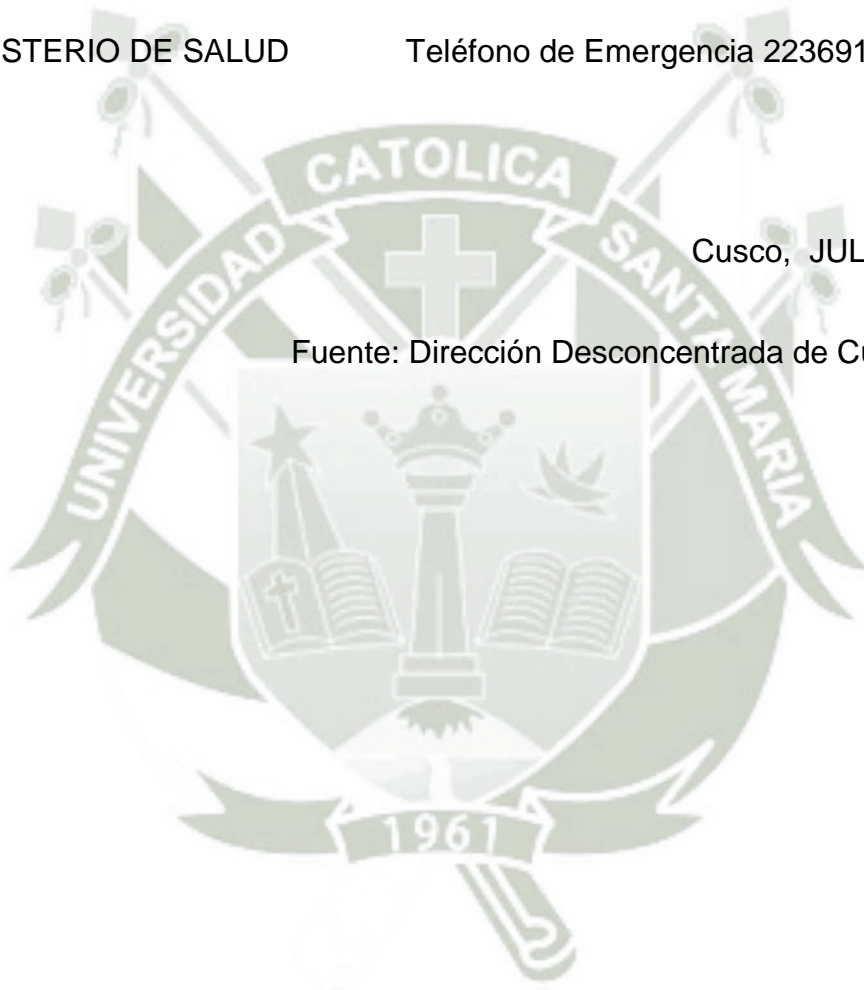 STERIO DE SALUD Teléfono de Emergencia 223691
CATOLICA
UNIVERSIDAD
SANTA MARIA
Cusco, JUL
Fuente: Dirección Desconcentrada de Cu
1961